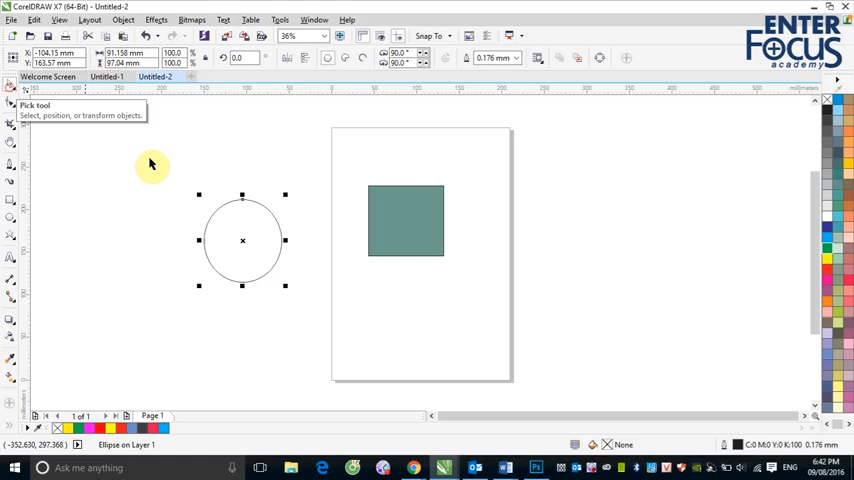 CorelDRAW X7 (64-Bit) - Untitled-2
File Edit View Layout Object Effects Bitmaps Text Table Tools Window Help
36% Snap To
X: -104.15 mm 91.158 mm 100.0 % 0.0 90.0 ° 0.176 mm
Y: 163.57 mm 97.04 mm 100.0 % 90.0 °
Welcome Screen Untitled-1 Untitled-2
ENTER
FOCUS
academy
millimeters
Pick tool
Select, position, or transform objects.
1 of 1 Page 1
(-352.630, 297.368) Ellipse on Layer 1 None C:0 M:0 Y:0 K:100 0.176 mm
Ask me anything
ENG
6:42 PM
09/08/2016